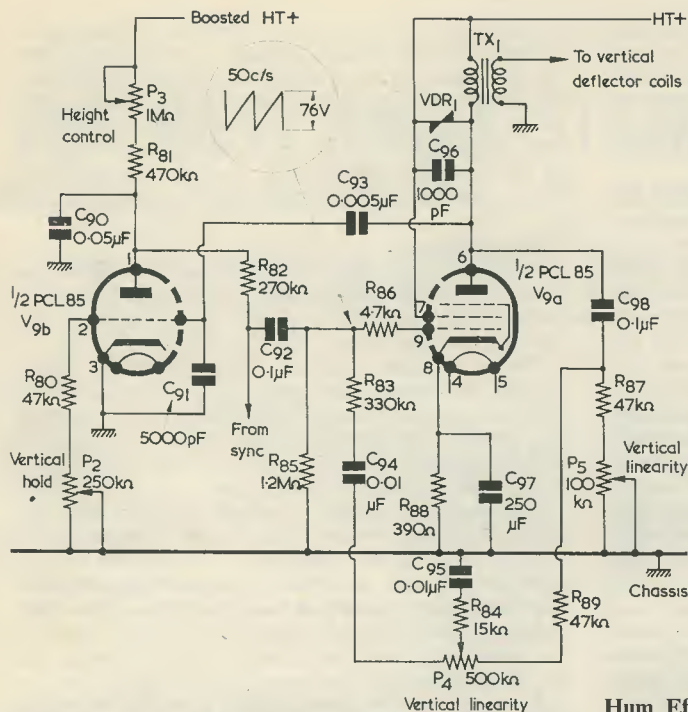 Boosted HT+
HT+
TX1
To vertical
deflector coils
50c/s
76V
P3
1MΩ
Height
control
R81
470kΩ
VDR1
C96
1000
pF
C93
0·005μF
C90
0·05μF
1
R82
270kΩ
6
1/2 PCL 85
V9b
2
3
R86
4·7kΩ
7
9
8
4
5
1/2 PCL 85
V9a
C98
0·1μF
C92
0·1μF
R80
47kΩ
C91
5000pF
From
sync
R83
330kΩ
R87
47kΩ
Vertical
hold
P2
250kΩ
R85
1·2MΩ
C94
0·01
μF
R88
390Ω
C97
250
μF
P5
100
kΩ
Vertical
linearity
C95
0·01μF
Chassis
R84
15kΩ
R89
47kΩ
P4
500kΩ
Vertical linearity
Hum Ef